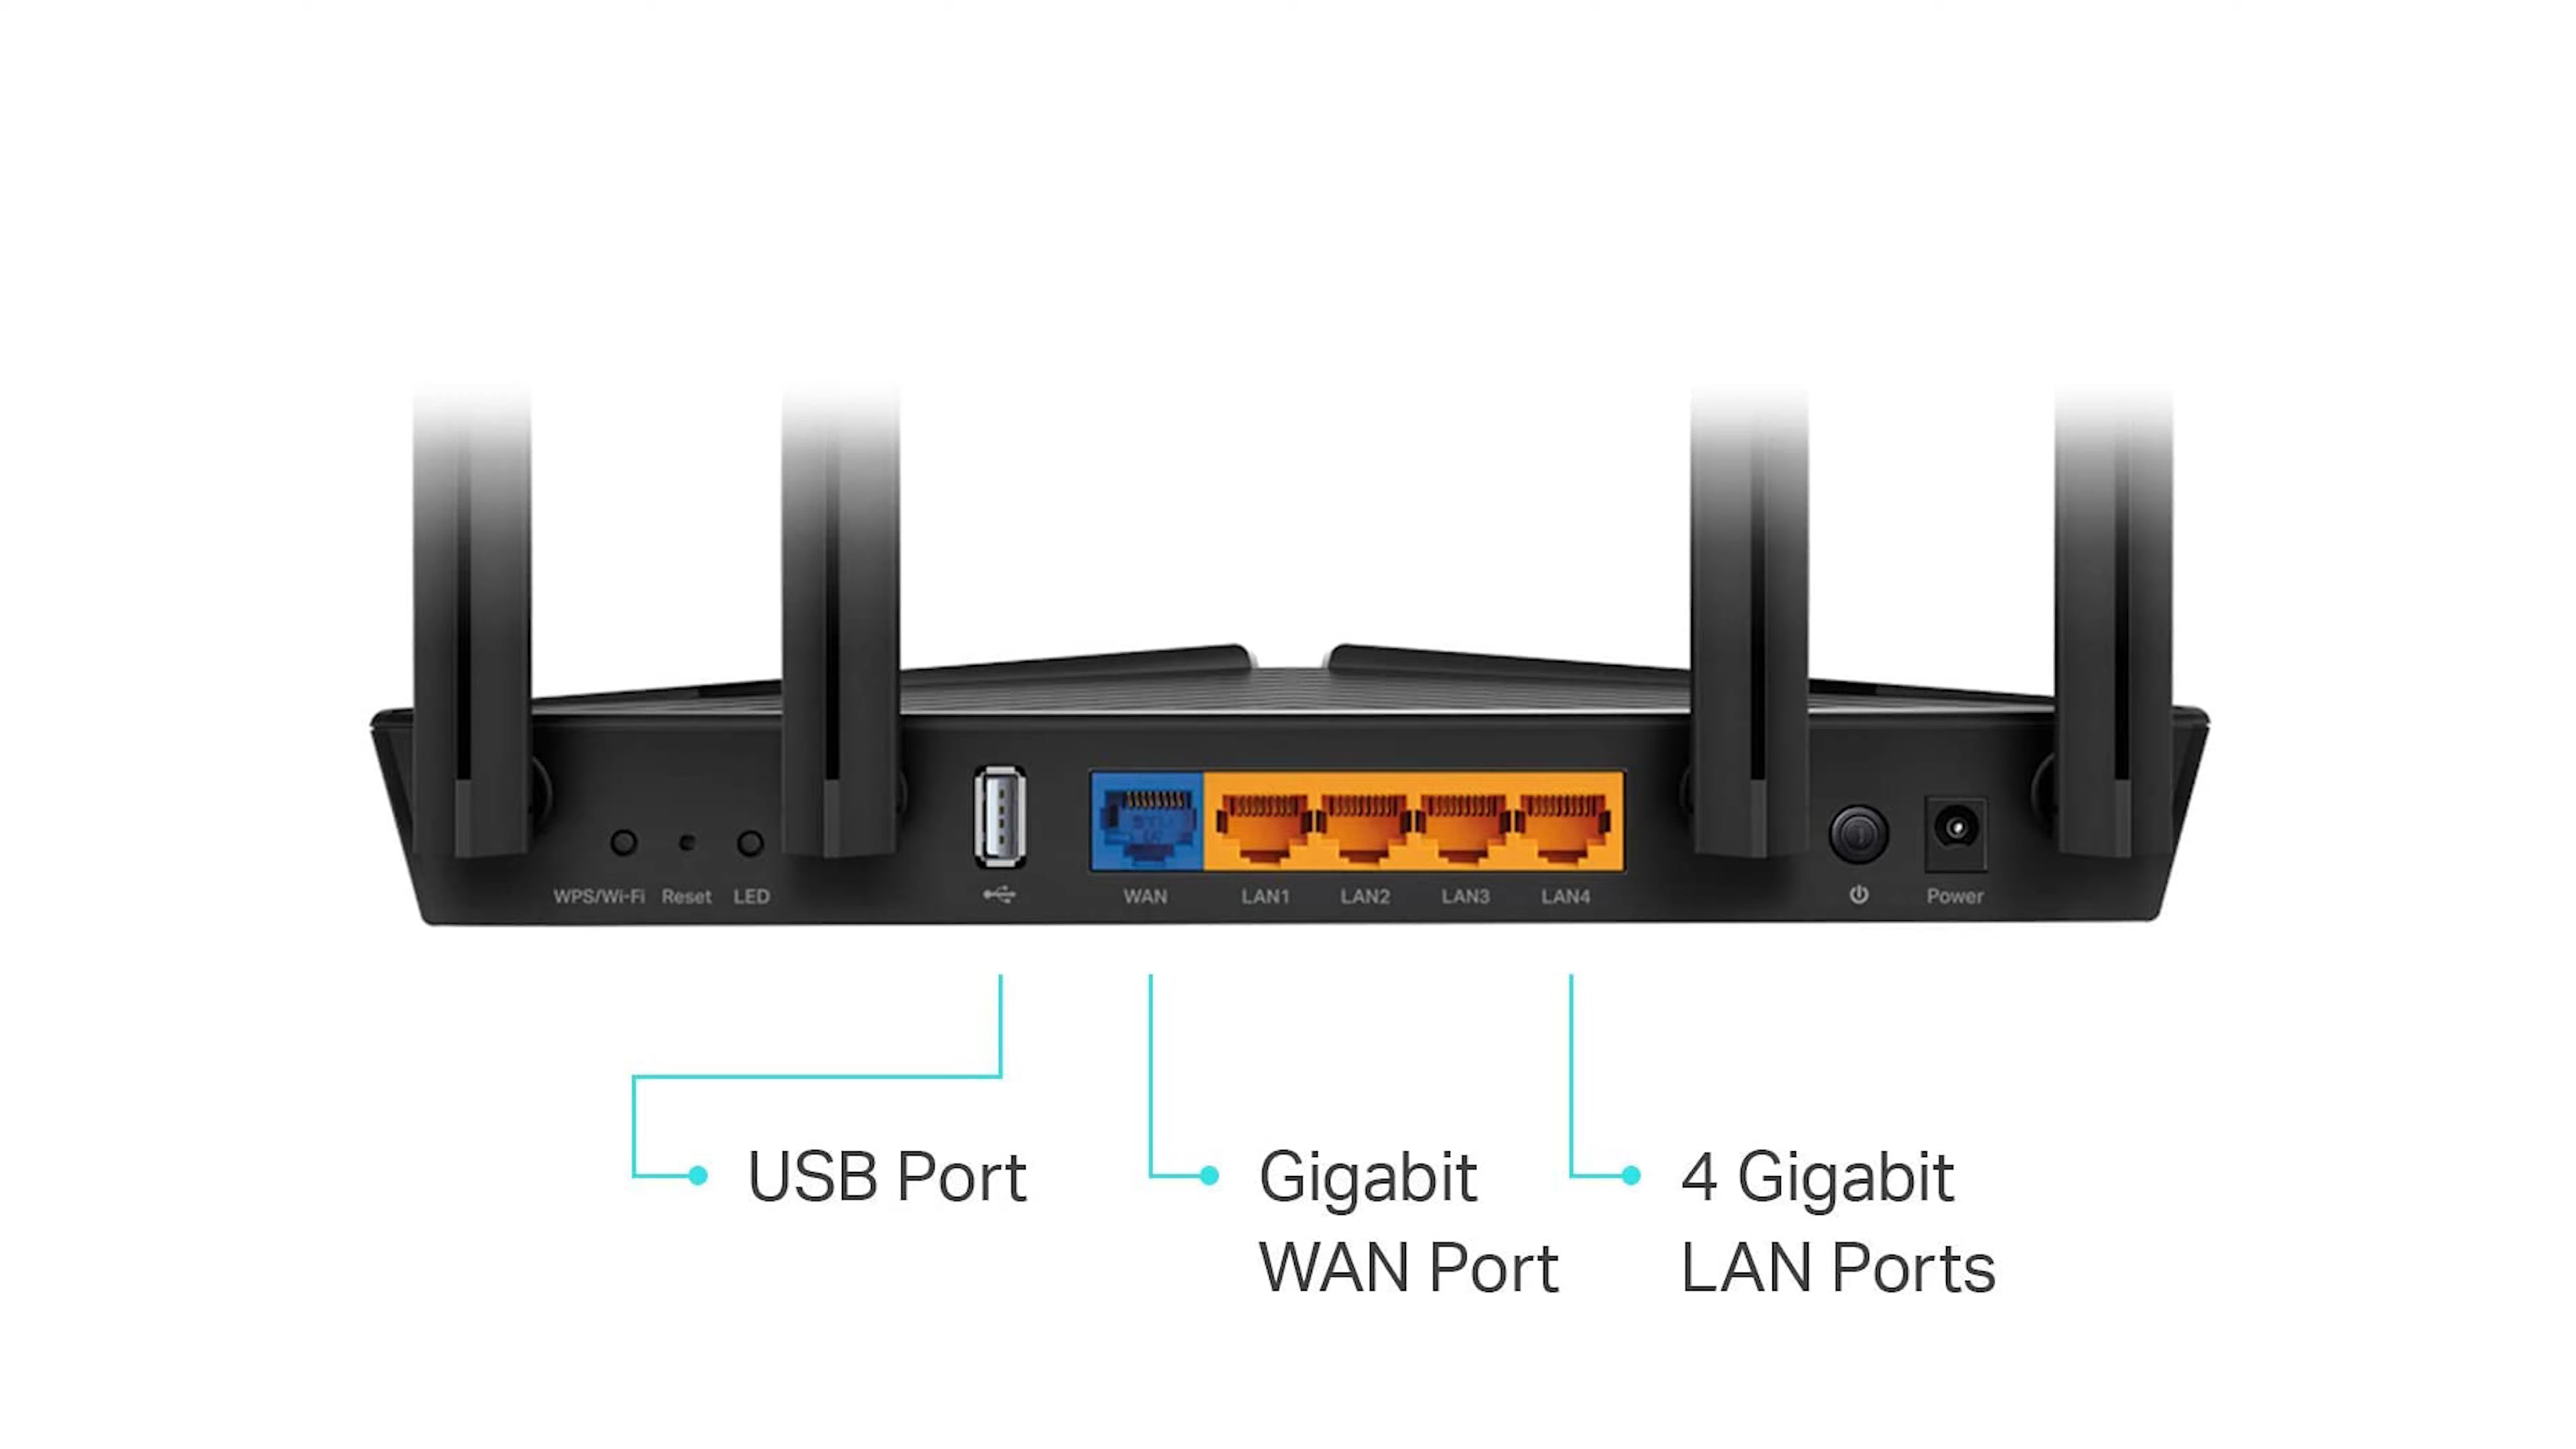 WPS/Wi-Fi Reset LED WAN LAN1 LAN2 LAN3 LAN4 Power
USB Port
Gigabit
WAN Port
4 Gigabit
LAN Ports